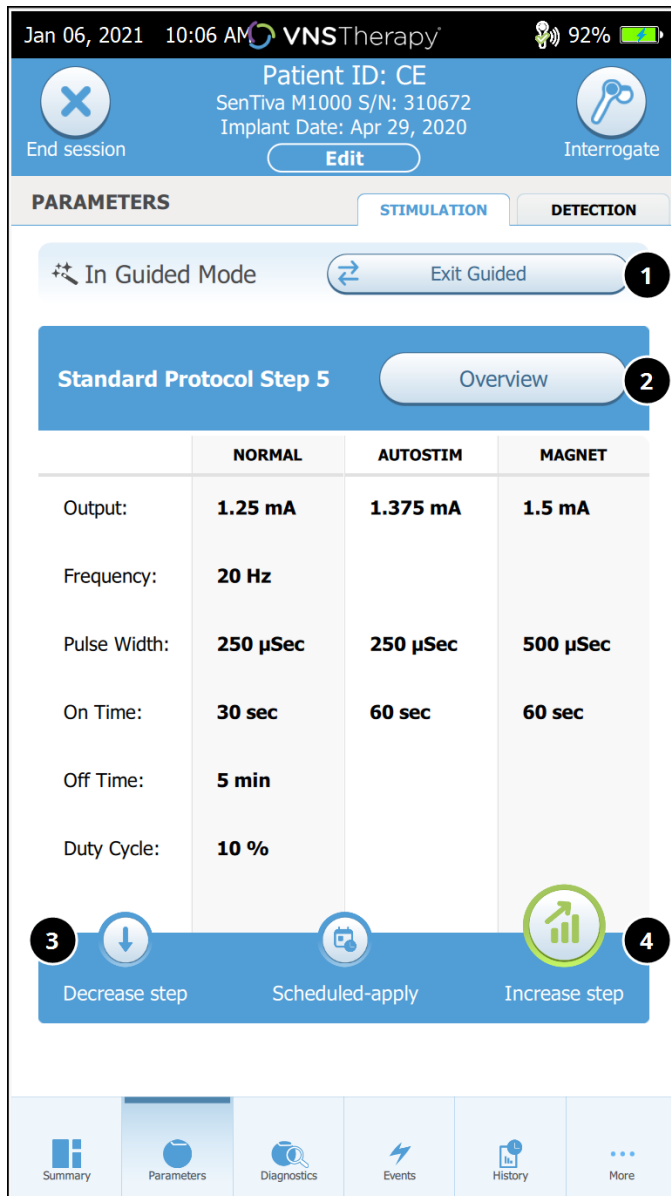 Jan 06, 2021 10:06 AM VNSTherapy 92%
Patient ID: CE
SenTiva M1000 S/N: 310672
Implant Date: Apr 29, 2020
End session Edit Interrogate
PARAMETERS STIMULATION DETECTION
In Guided Mode Exit Guided 1
Standard Protocol Step 5 Overview 2
NORMAL AUTOSTIM MAGNET
Output: 1.25 mA 1.375 mA 1.5 mA
Frequency: 20 Hz
Pulse Width: 250 µSec 250 µSec 500 µSec
On Time: 30 sec 60 sec 60 sec
Off Time: 5 min
Duty Cycle: 10 %
3 4
Decrease step Scheduled-apply Increase step
Summary Parameters Diagnostics Events History More